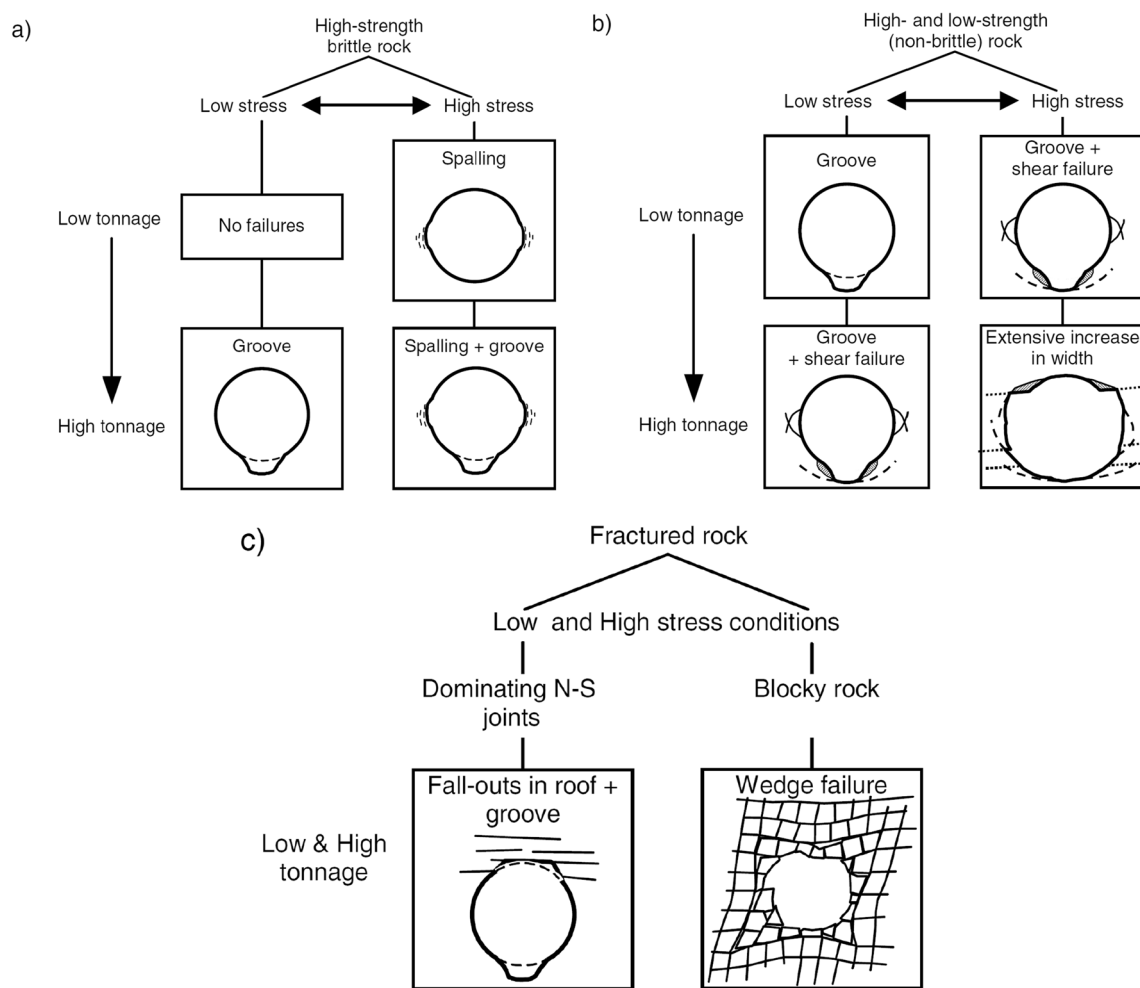 a)
High-strength
brittle rock
Low stress
High stress
Spalling
Low tonnage
No failures
Groove
Spalling + groove
High tonnage
b)
High- and low-strength
(non-brittle) rock
Low stress
High stress
Groove
Groove +
shear failure
Low tonnage
Groove
+ shear failure
Extensive increase
in width
High tonnage
c)
Fractured rock
Low and High stress conditions
Dominating N-S
joints
Blocky rock
Fall-outs in roof +
groove
Wedge failure
Low & High
tonnage